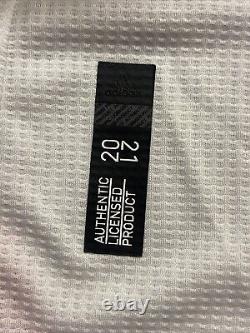 adidas
20
21
AUTHENTIC
LICENSED
PRODUCT